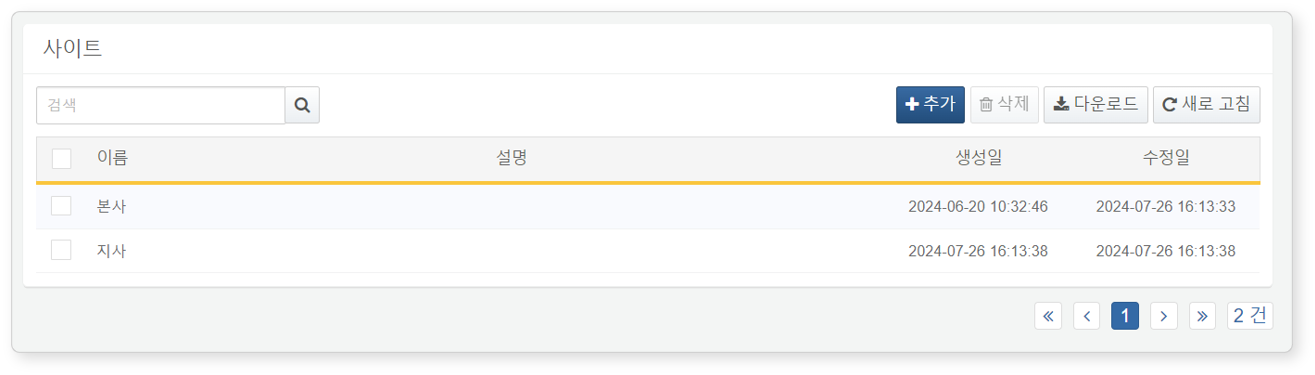 사이트
검색 추가 삭제 다운로드 새로 고침
이름 설명 생성일 수정일
본사 2024-06-20 10:32:46 2024-07-26 16:13:33
지사 2024-07-26 16:13:38 2024-07-26 16:13:38
« < 1 > » 2 건